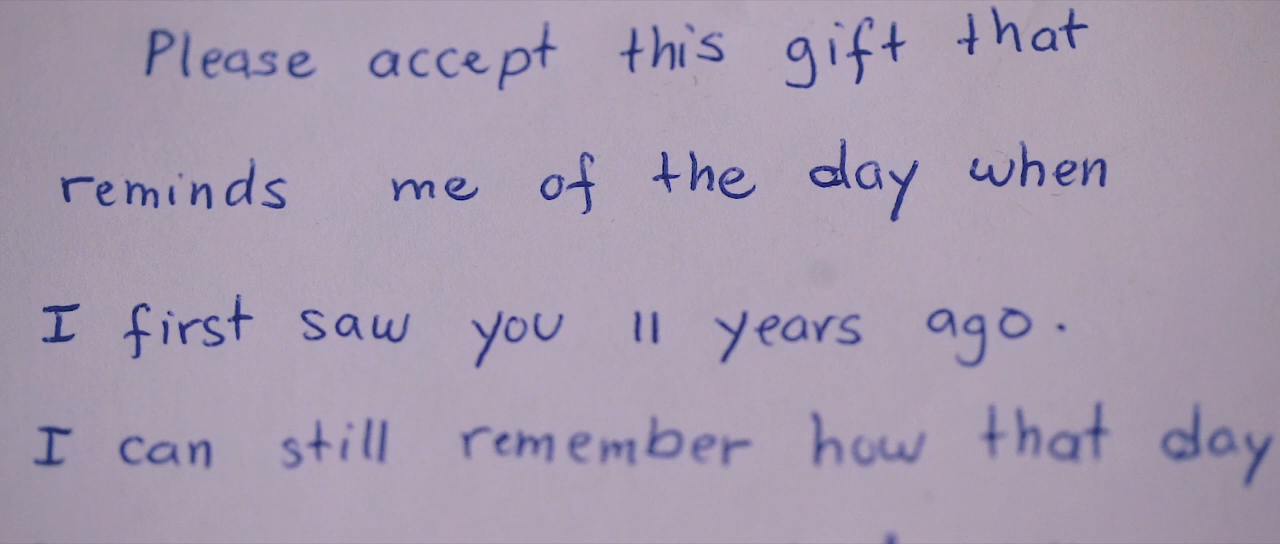 Please accept this gift that
reminds me of the day when
I first saw you 11 years ago.
I can still remember how that day